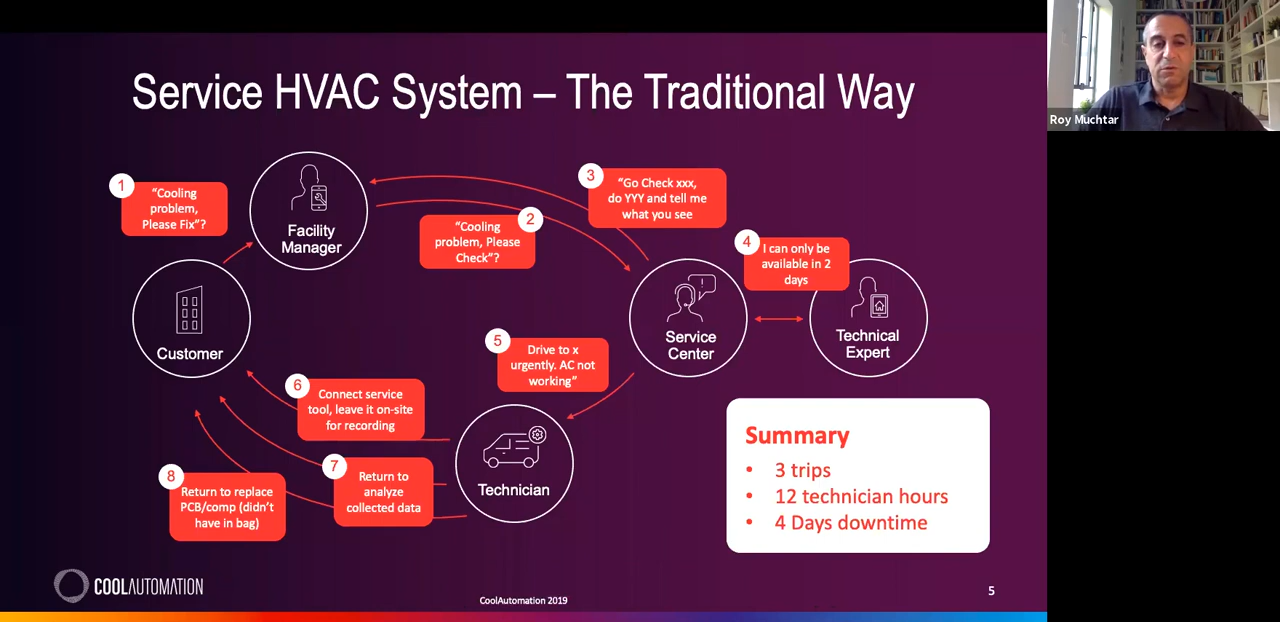 Service HVAC System – The Traditional Way
Roy Muchtar
1
“Cooling
problem,
Please Fix”?
Facility
Manager
2
“Cooling
problem, Please
Check”?
3
“Go Check xxx,
do YYY and tell me
what you see
4
I can only be
available in 2
days
Customer
Service
Center
Technical
Expert
5
Drive to x
urgently. AC not
working”
6
Connect service
tool, leave it on-site
for recording
7
Return to
analyze
collected data
8
Return to replace
PCB/comp (didn’t
have in bag)
Technician
Summary
• 3 trips
• 12 technician hours
• 4 Days downtime
COOLAUTOMATION
CoolAutomation 2019
5